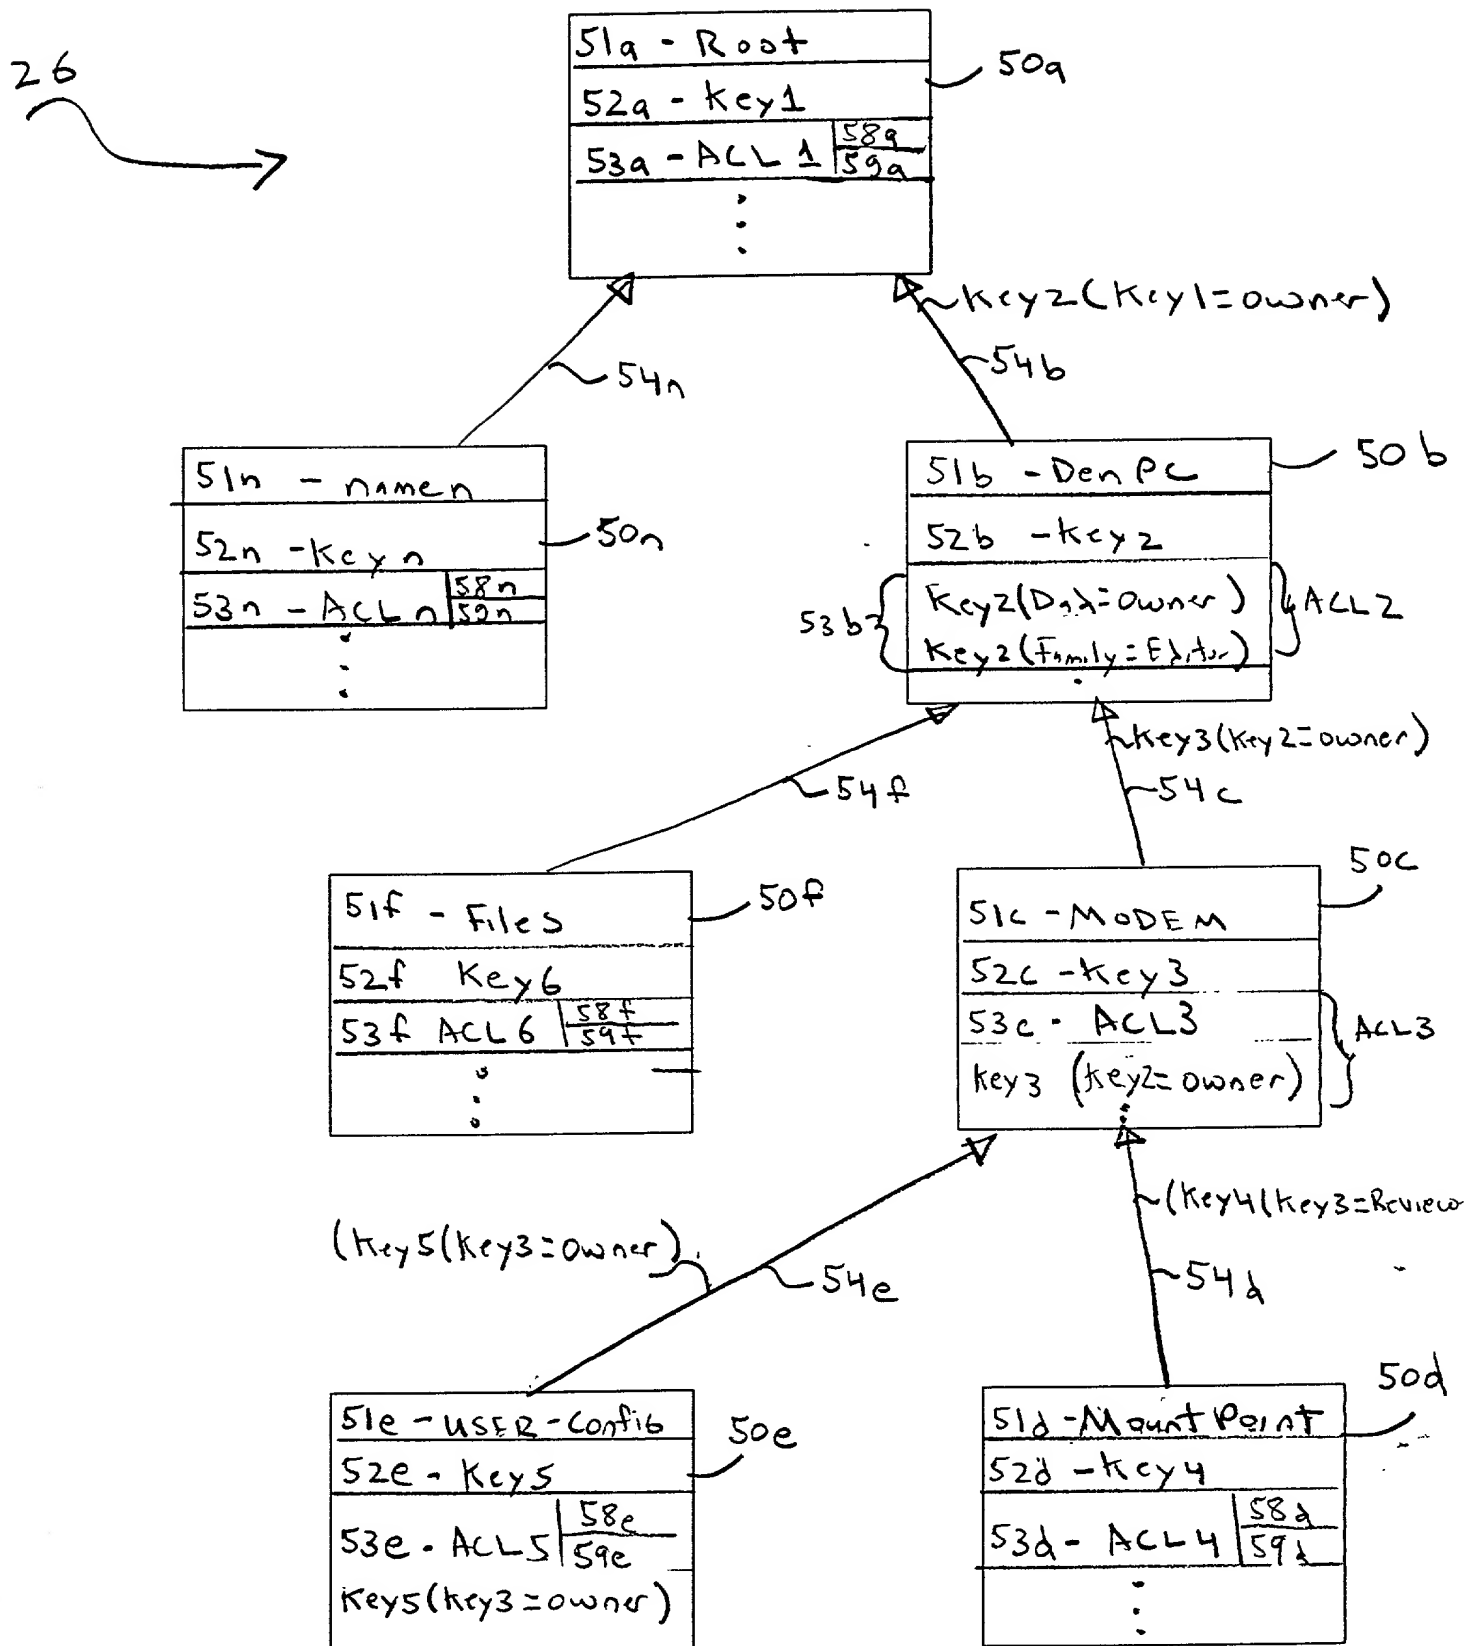 26
51a - Root
50a
52a - Key1
53a - ACL 1
58a
59a
Key2(Key1=owner)
54n
54b
51n - namen
50n
52n - Keyn
53n - ACLn
58n
59n
51b - Den PC
50b
52b - Key2
53b
Key2(Dad=Owner)
ACL2
Key2(Family=Editor)
Key3(Key2=owner)
54f
54c
51f - Files
50f
52f Key6
53f ACL6
58f
59f
50c
51c - MODEM
52c - Key3
53c - ACL3
ACL3
Key3 (Key2=owner)
(Key5(Key3=owner)
(Key4(Key3=Review
54e
54d
51e - USER - Config
50e
52e - Key5
53e - ACL5
58e
59e
Key5(Key3=owner)
50d
51d - Mount Point
52d - Key4
53d - ACL4
58d
59d